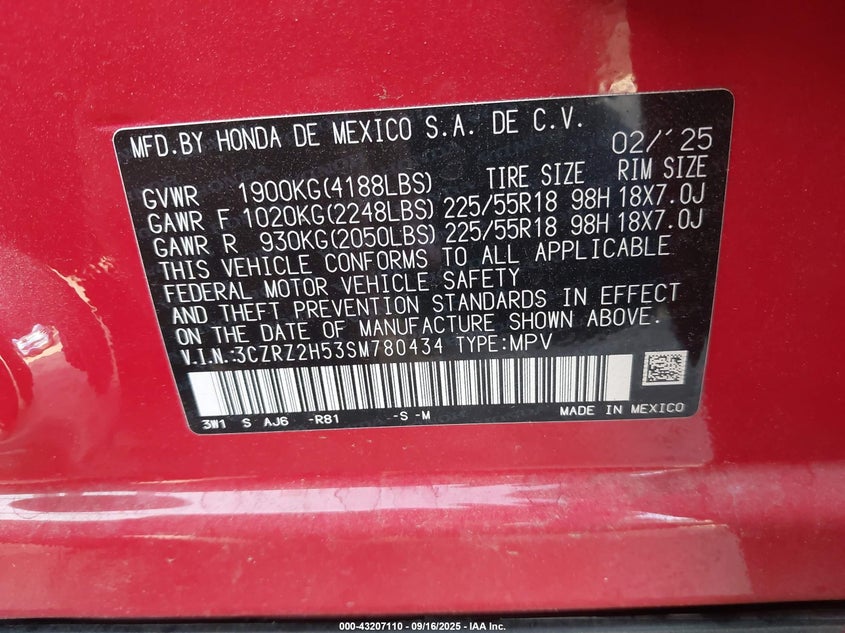 MFD.BY HONDA DE MEXICO S.A. DE C.V. 02/'25
GVWR 1900KG(4188LBS) TIRE SIZE RIM SIZE
GAWR F 1020KG(2248LBS) 225/55R18 98H 18X7.0J
GAWR R 930KG(2050LBS) 225/55R18 98H 18X7.0J
THIS VEHICLE CONFORMS TO ALL APPLICABLE
FEDERAL MOTOR VEHICLE SAFETY
AND THEFT PREVENTION STANDARDS IN EFFECT
ON THE DATE OF MANUFACTURE SHOWN ABOVE.
V.I.N.:3CZRZ2H53SM780434 TYPE:MPV
3W1 S AJ6 -R81 -S -M MADE IN MEXICO
000-43207110 - 09/16/2025 - IAA Inc.